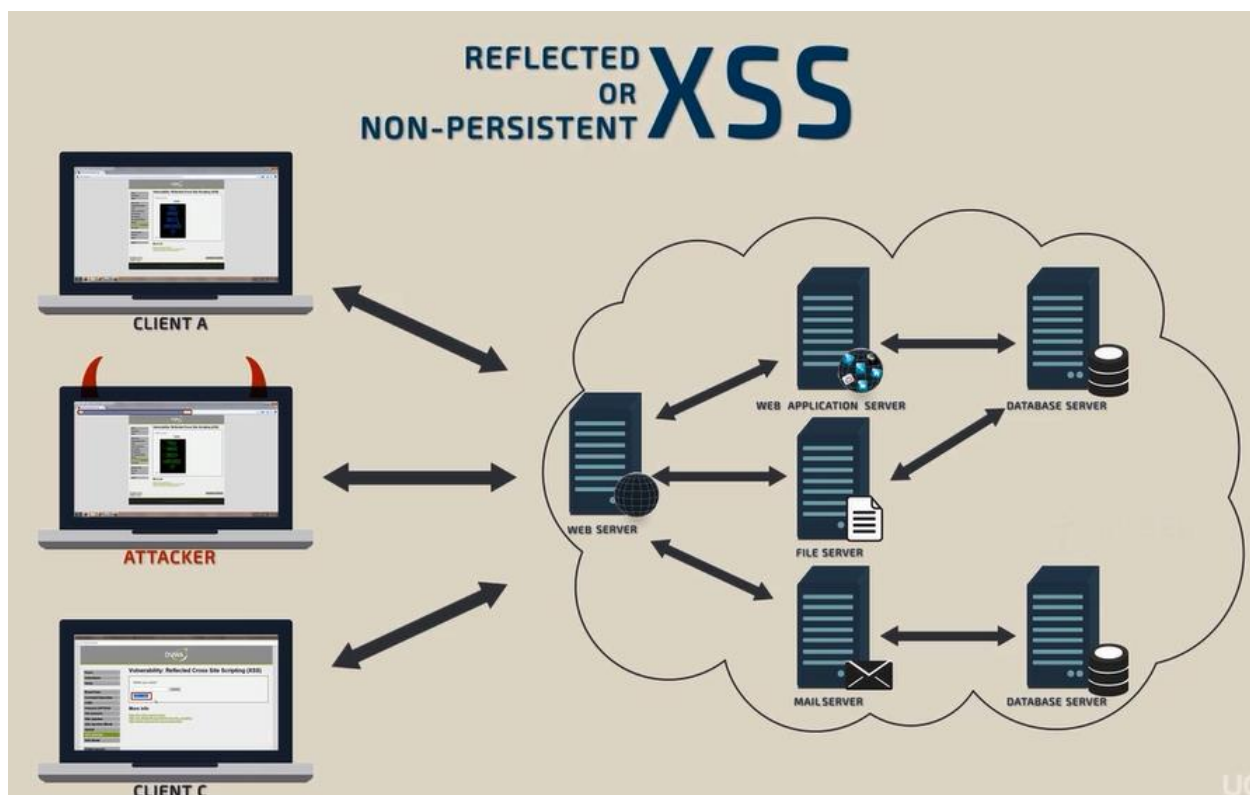 REFLECTED
OR
NON-PERSISTENT
XSS
CLIENT A
ATTACKER
Vulnerability: Reflected Cross Site Scripting (XSS)
More info
CLIENT C
WEB SERVER
WEB APPLICATION SERVER
DATABASE SERVER
FILE SERVER
MAIL SERVER
DATABASE SERVER